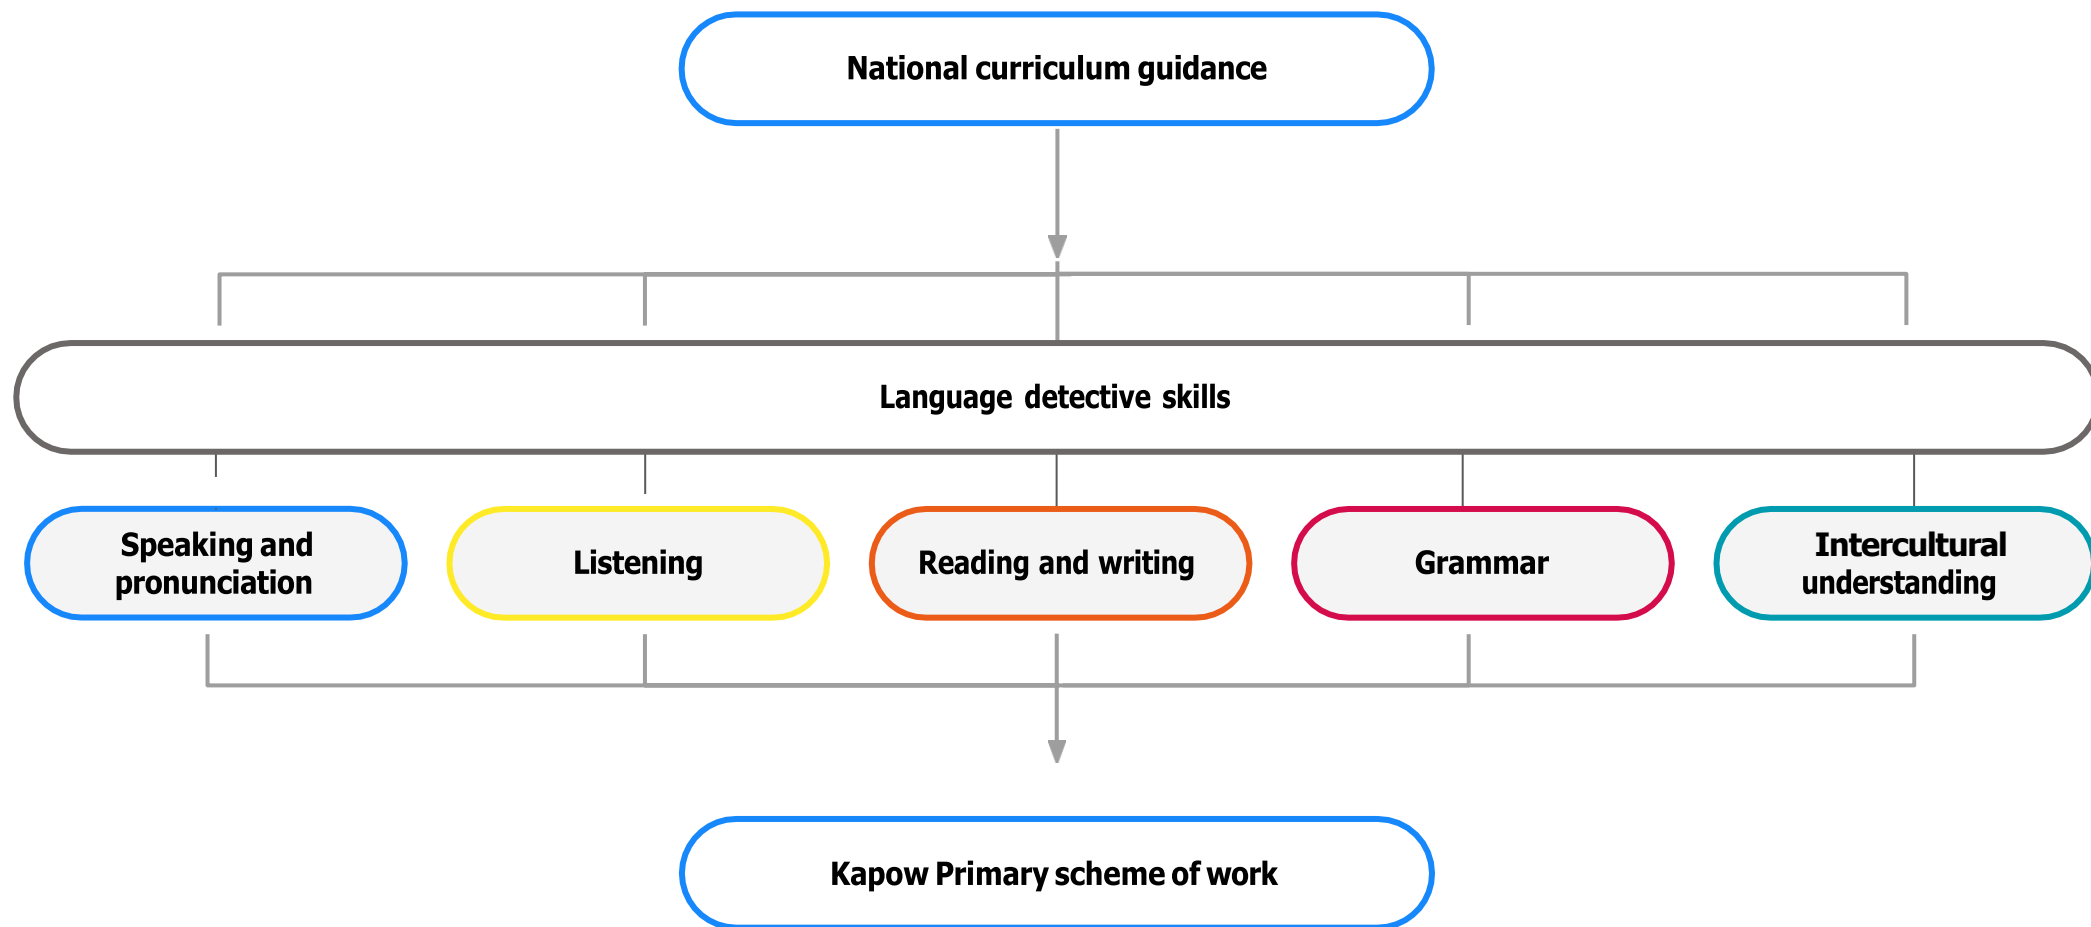 National curriculum guidance
Language detective skills
Speaking and
pronunciation
Listening
Reading and writing
Grammar
Intercultural
understanding
Kapow Primary scheme of work